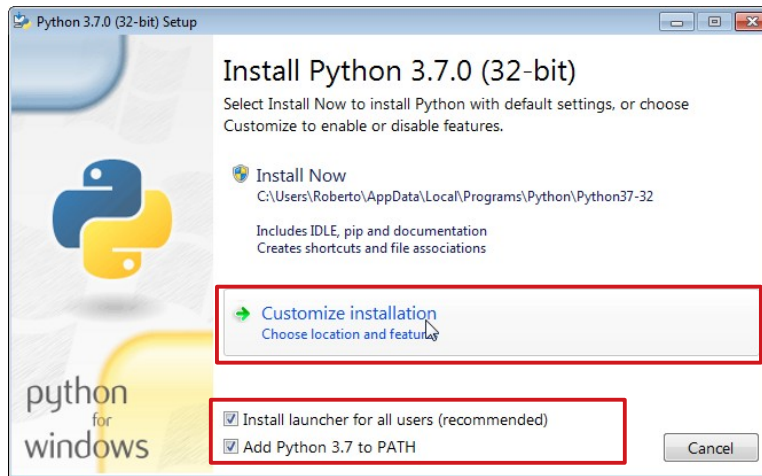 Python 3.7.0 (32-bit) Setup
Install Python 3.7.0 (32-bit)
Select Install Now to install Python with default settings, or choose
Customize to enable or disable features.
Install Now
C:\Users\Roberto\AppData\Local\Programs\Python\Python37-32
Includes IDLE, pip and documentation
Creates shortcuts and file associations
Customize installation
Choose location and features
python
for
windows
Install launcher for all users (recommended)
Add Python 3.7 to PATH
Cancel